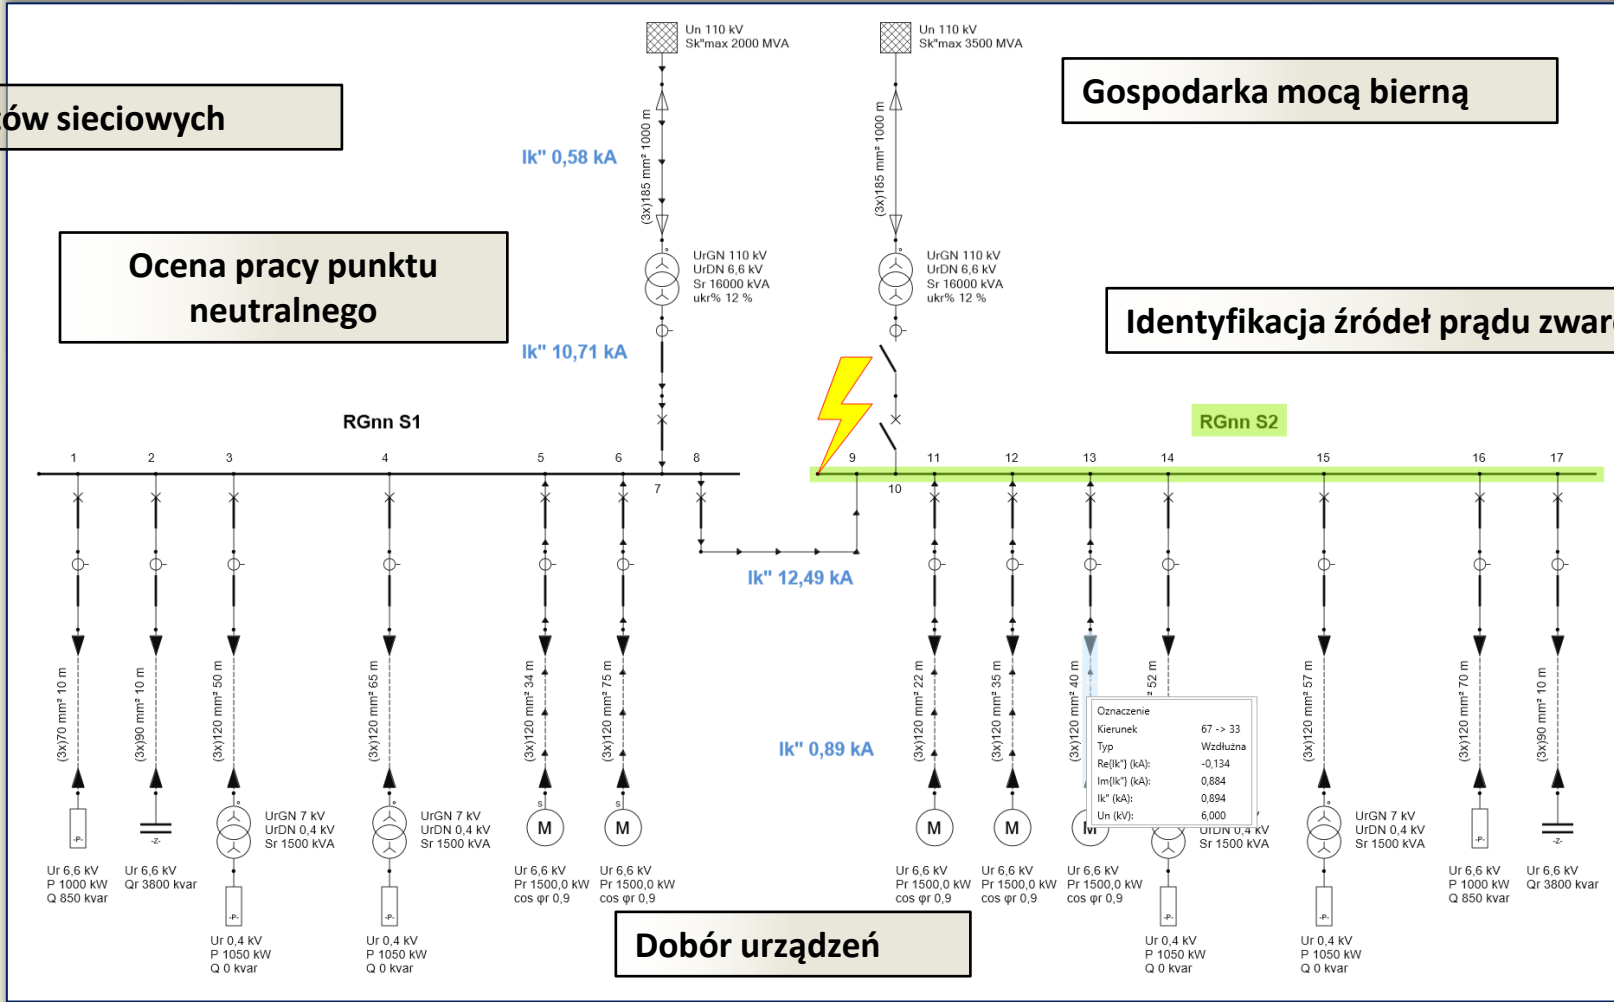 Un 110 kV
Sk"max 2000 MVA
Un 110 kV
Sk"max 3500 MVA
ów sieciowych
Gospodarka mocą bierną
(3x)185 mm² 1000 m
(3x)185 mm² 1000 m
Ik" 0,58 kA
Ocena pracy punktu
neutralnego
UrGN 110 kV
UrDN 6,6 kV
Sr 16000 kVA
ukr% 12 %
UrGN 110 kV
UrDN 6,6 kV
Sr 16000 kVA
ukr% 12 %
Identyfikacja źródeł prądu zwar
Ik" 10,71 kA
RGnn S1
RGnn S2
1 2 3 4 5 6 8 9 11 12 13 14 15 16 17
7 10
Ik" 12,49 kA
(3x)70 mm² 10 m
(3x)90 mm² 10 m
(3x)120 mm² 50 m
(3x)120 mm² 65 m
(3x)120 mm² 34 m
(3x)120 mm² 75 m
(3x)120 mm² 22 m
(3x)120 mm² 35 m
(3x)120 mm² 40 m
² 52 m
(3x)120 mm² 57 m
(3x)120 mm² 70 m
(3x)90 mm² 10 m
Ik" 0,89 kA
Oznaczenie
Kierunek 67 -> 33
Typ Wzdłużna
Re{Ik"} (kA): -0,134
Im{Ik"} (kA): 0,884
Ik" (kA): 0,894
Un (kV): 6,000
-P-
-Z-
UrGN 7 kV
UrDN 0,4 kV
Sr 1500 kVA
UrGN 7 kV
UrDN 0,4 kV
Sr 1500 kVA
s
M
s
M
M
M
M
UrDN 0,4 kV
Sr 1500 kVA
UrGN 7 kV
UrDN 0,4 kV
Sr 1500 kVA
-P-
-Z-
Ur 6,6 kV
P 1000 kW
Q 850 kvar
Ur 6,6 kV
Qr 3800 kvar
Ur 6,6 kV
Pr 1500,0 kW
cos φr 0,9
Ur 6,6 kV
Pr 1500,0 kW
cos φr 0,9
Ur 6,6 kV
Pr 1500,0 kW
cos φr 0,9
Ur 6,6 kV
Pr 1500,0 kW
cos φr 0,9
Ur 6,6 kV
Pr 1500,0 kW
cos φr 0,9
Ur 6,6 kV
P 1000 kW
Q 850 kvar
Ur 6,6 kV
Qr 3800 kvar
-P-
-P-
-P-
-P-
Ur 0,4 kV
P 1050 kW
Q 0 kvar
Ur 0,4 kV
P 1050 kW
Q 0 kvar
Dobór urządzeń
Ur 0,4 kV
P 1050 kW
Q 0 kvar
Ur 0,4 kV
P 1050 kW
Q 0 kvar